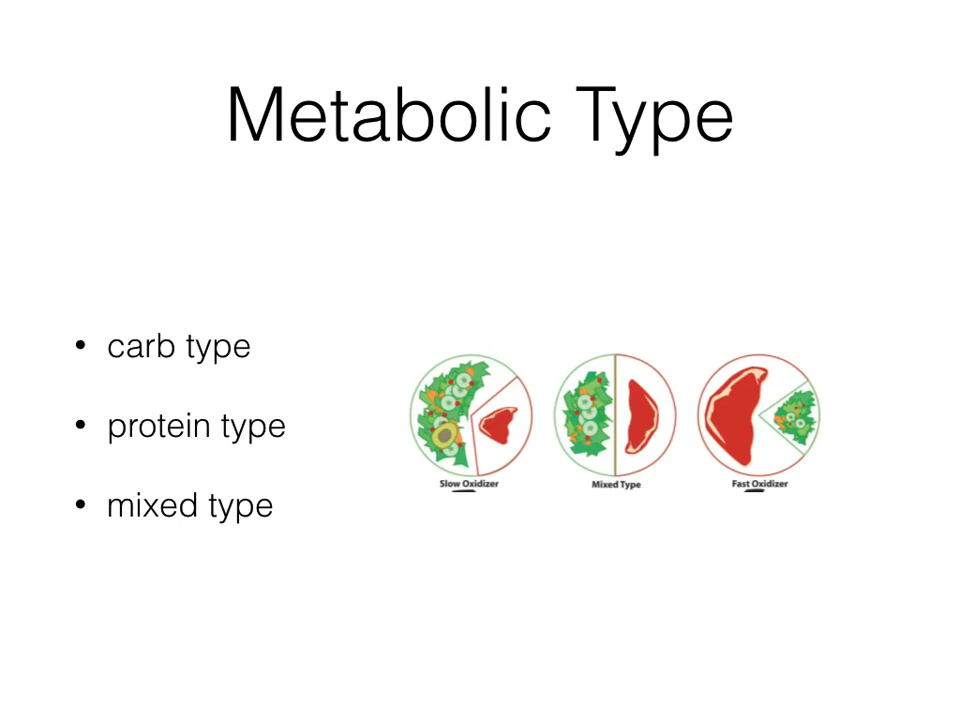 Metabolic Type
• carb type
• protein type
• mixed type
Slow Oxidizer
Mixed Type
Fast Oxidizer